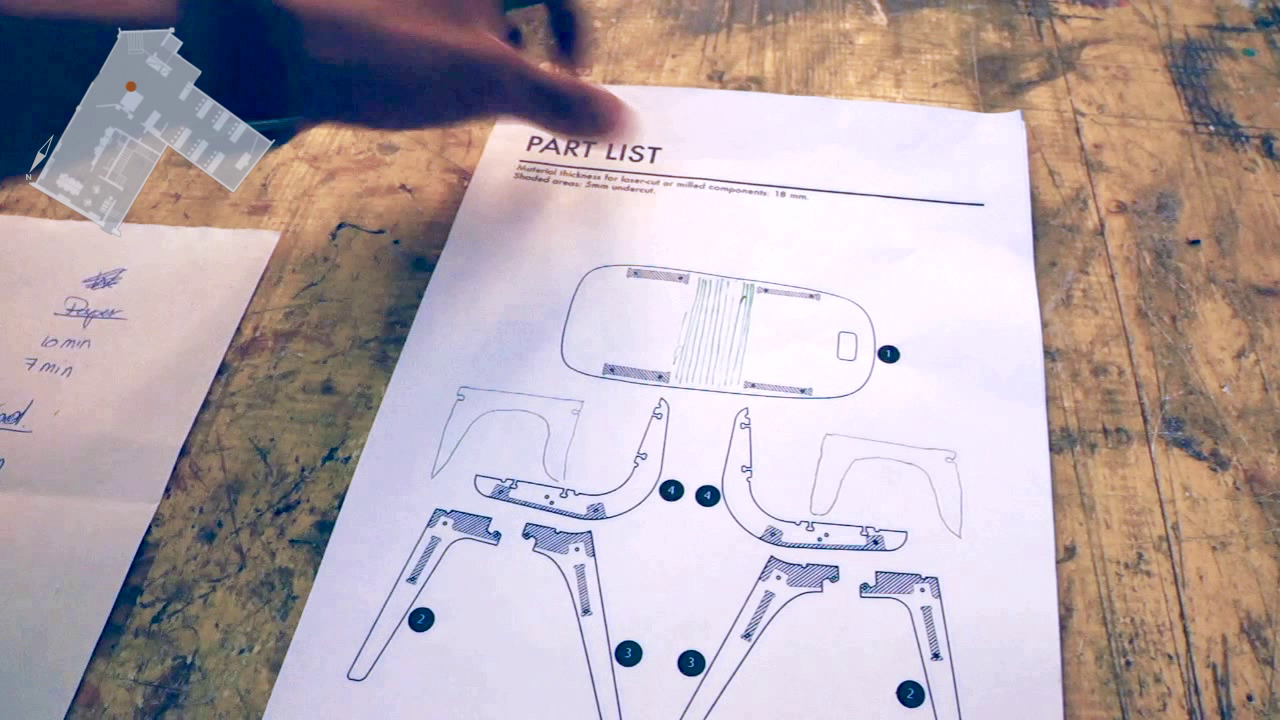 PART LIST
Material thickness for laser-cut or milled components: 18 mm.
Shaded areas: 5mm undercut.
Paper
10 min
7 min
1
4 4
2
3
3
2
N